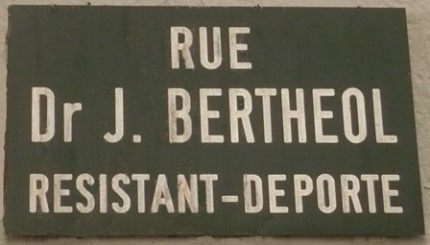 RUE
Dr J. BERTHEOL
RESISTANT-DEPORTE